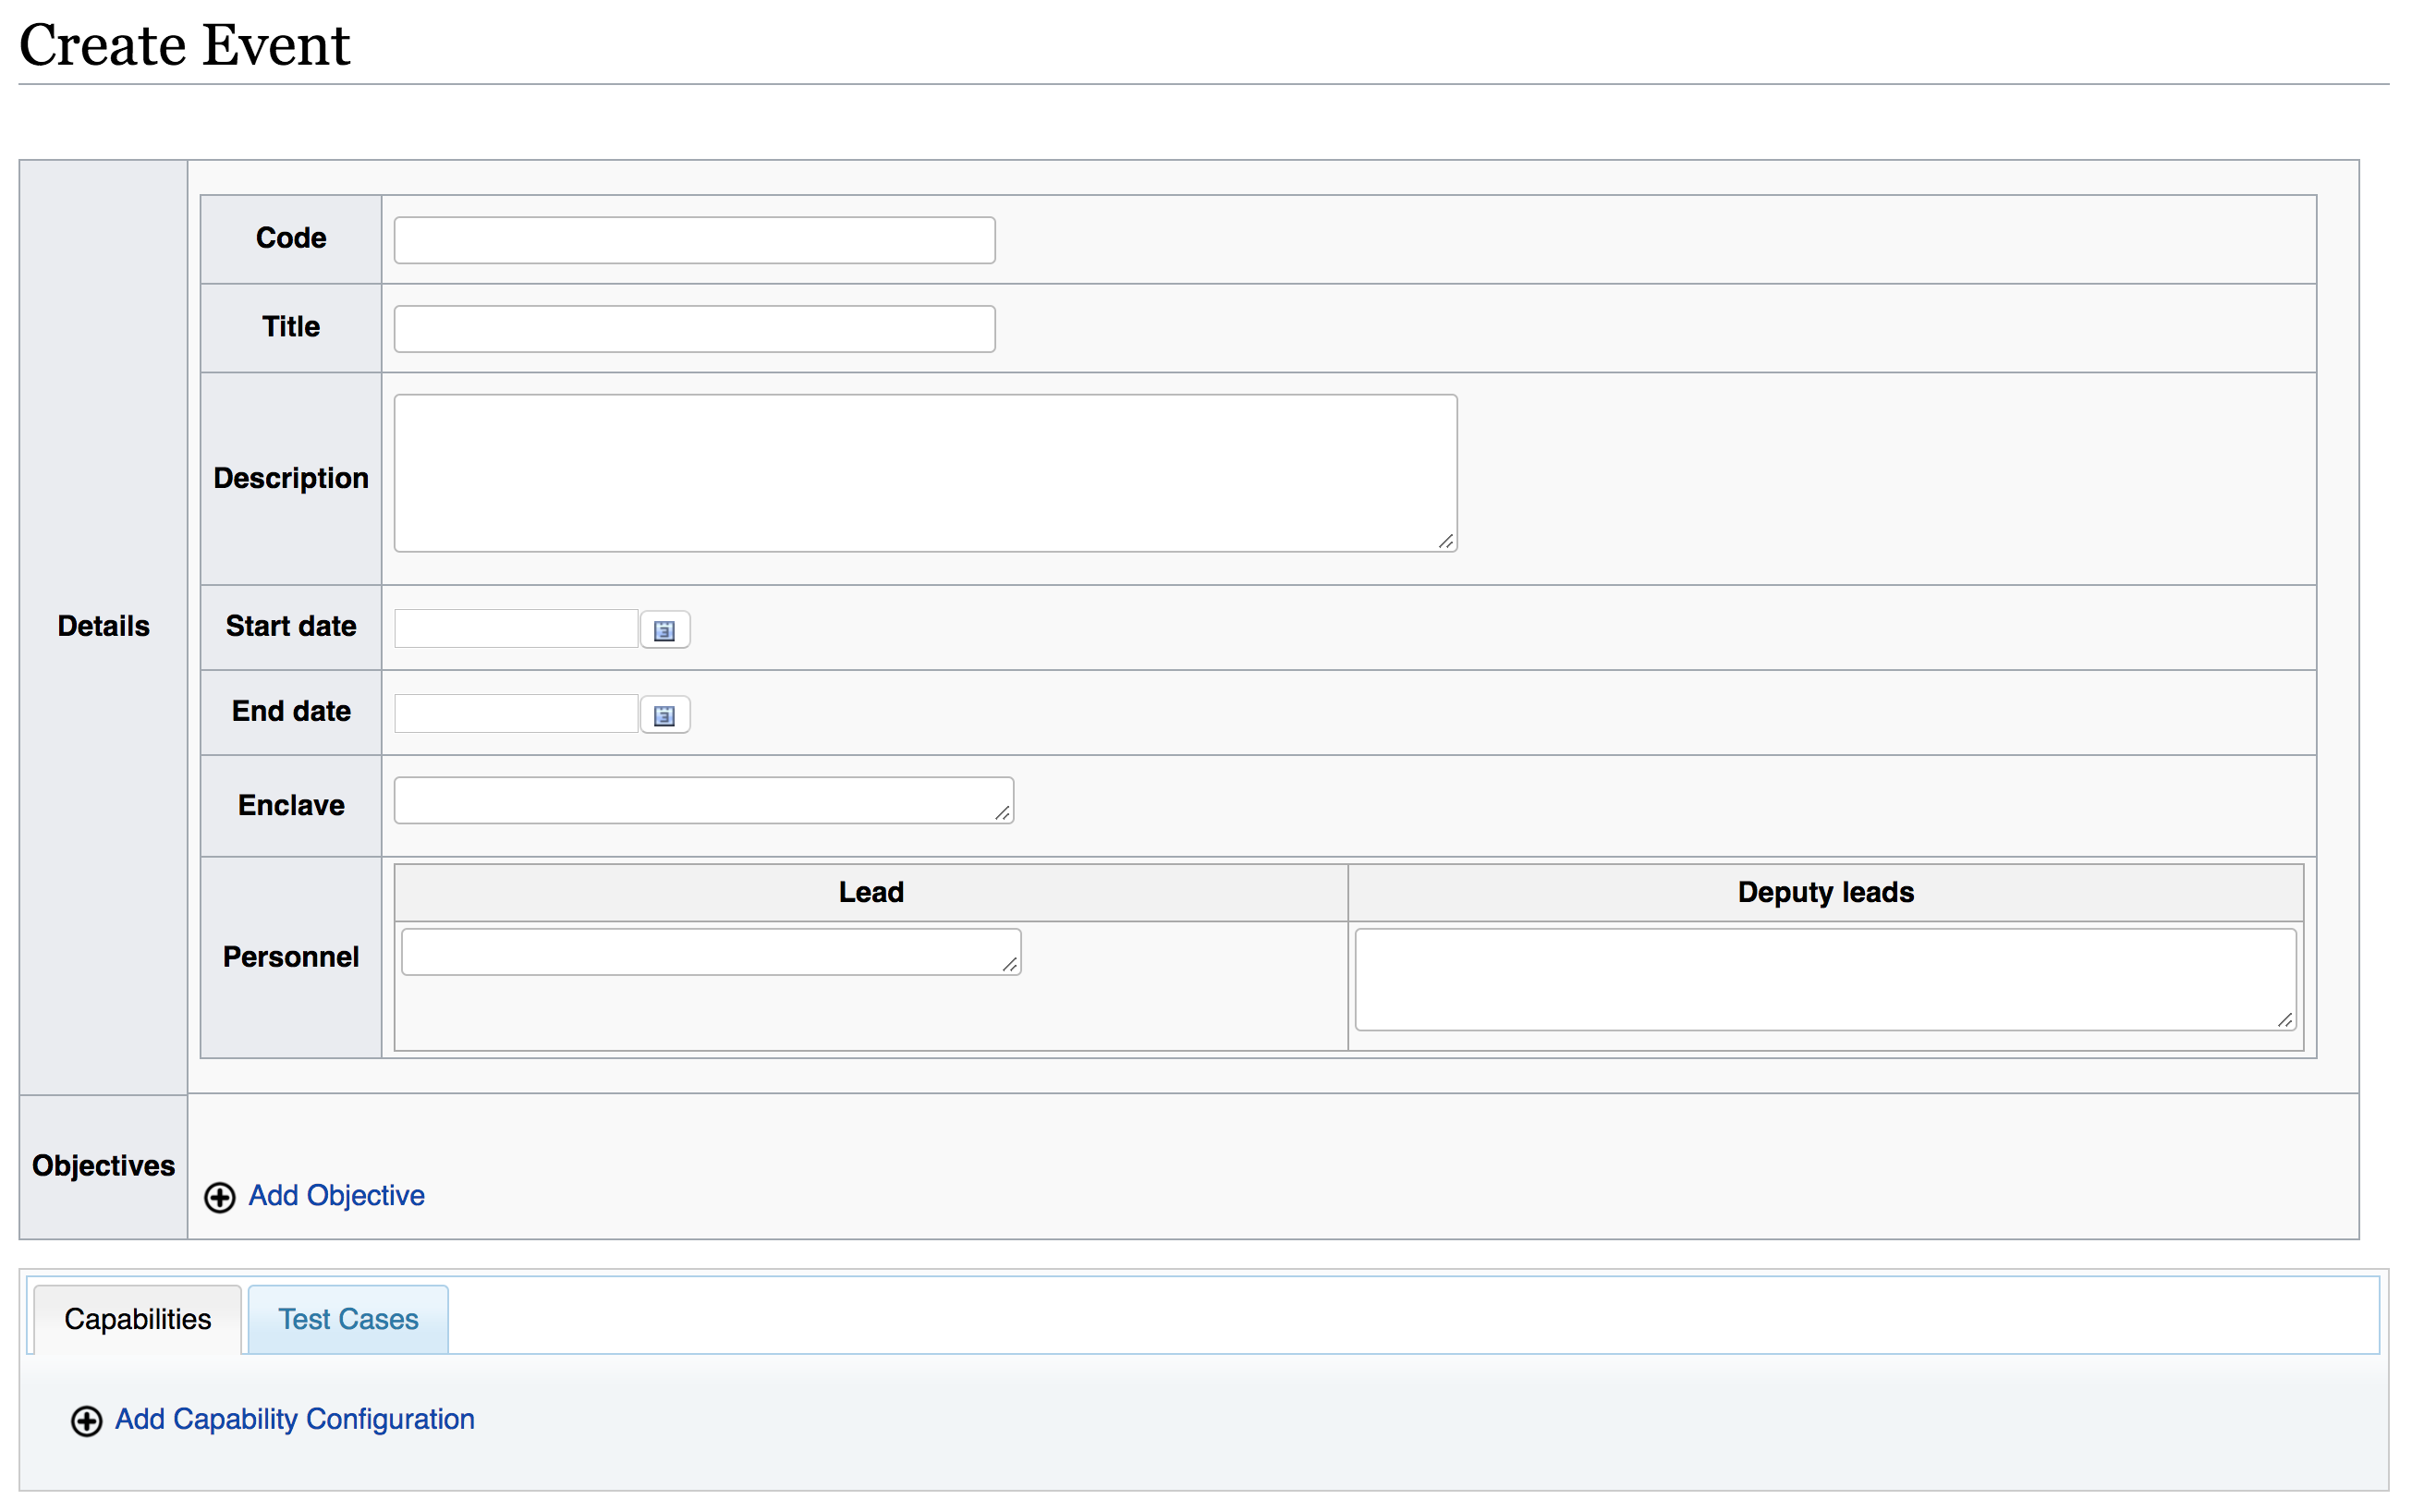 Create Event
Code
Title
Description
Details
Start date
End date
Enclave
Lead
Deputy leads
Personnel
Objectives
Add Objective
Capabilities
Test Cases
Add Capability Configuration